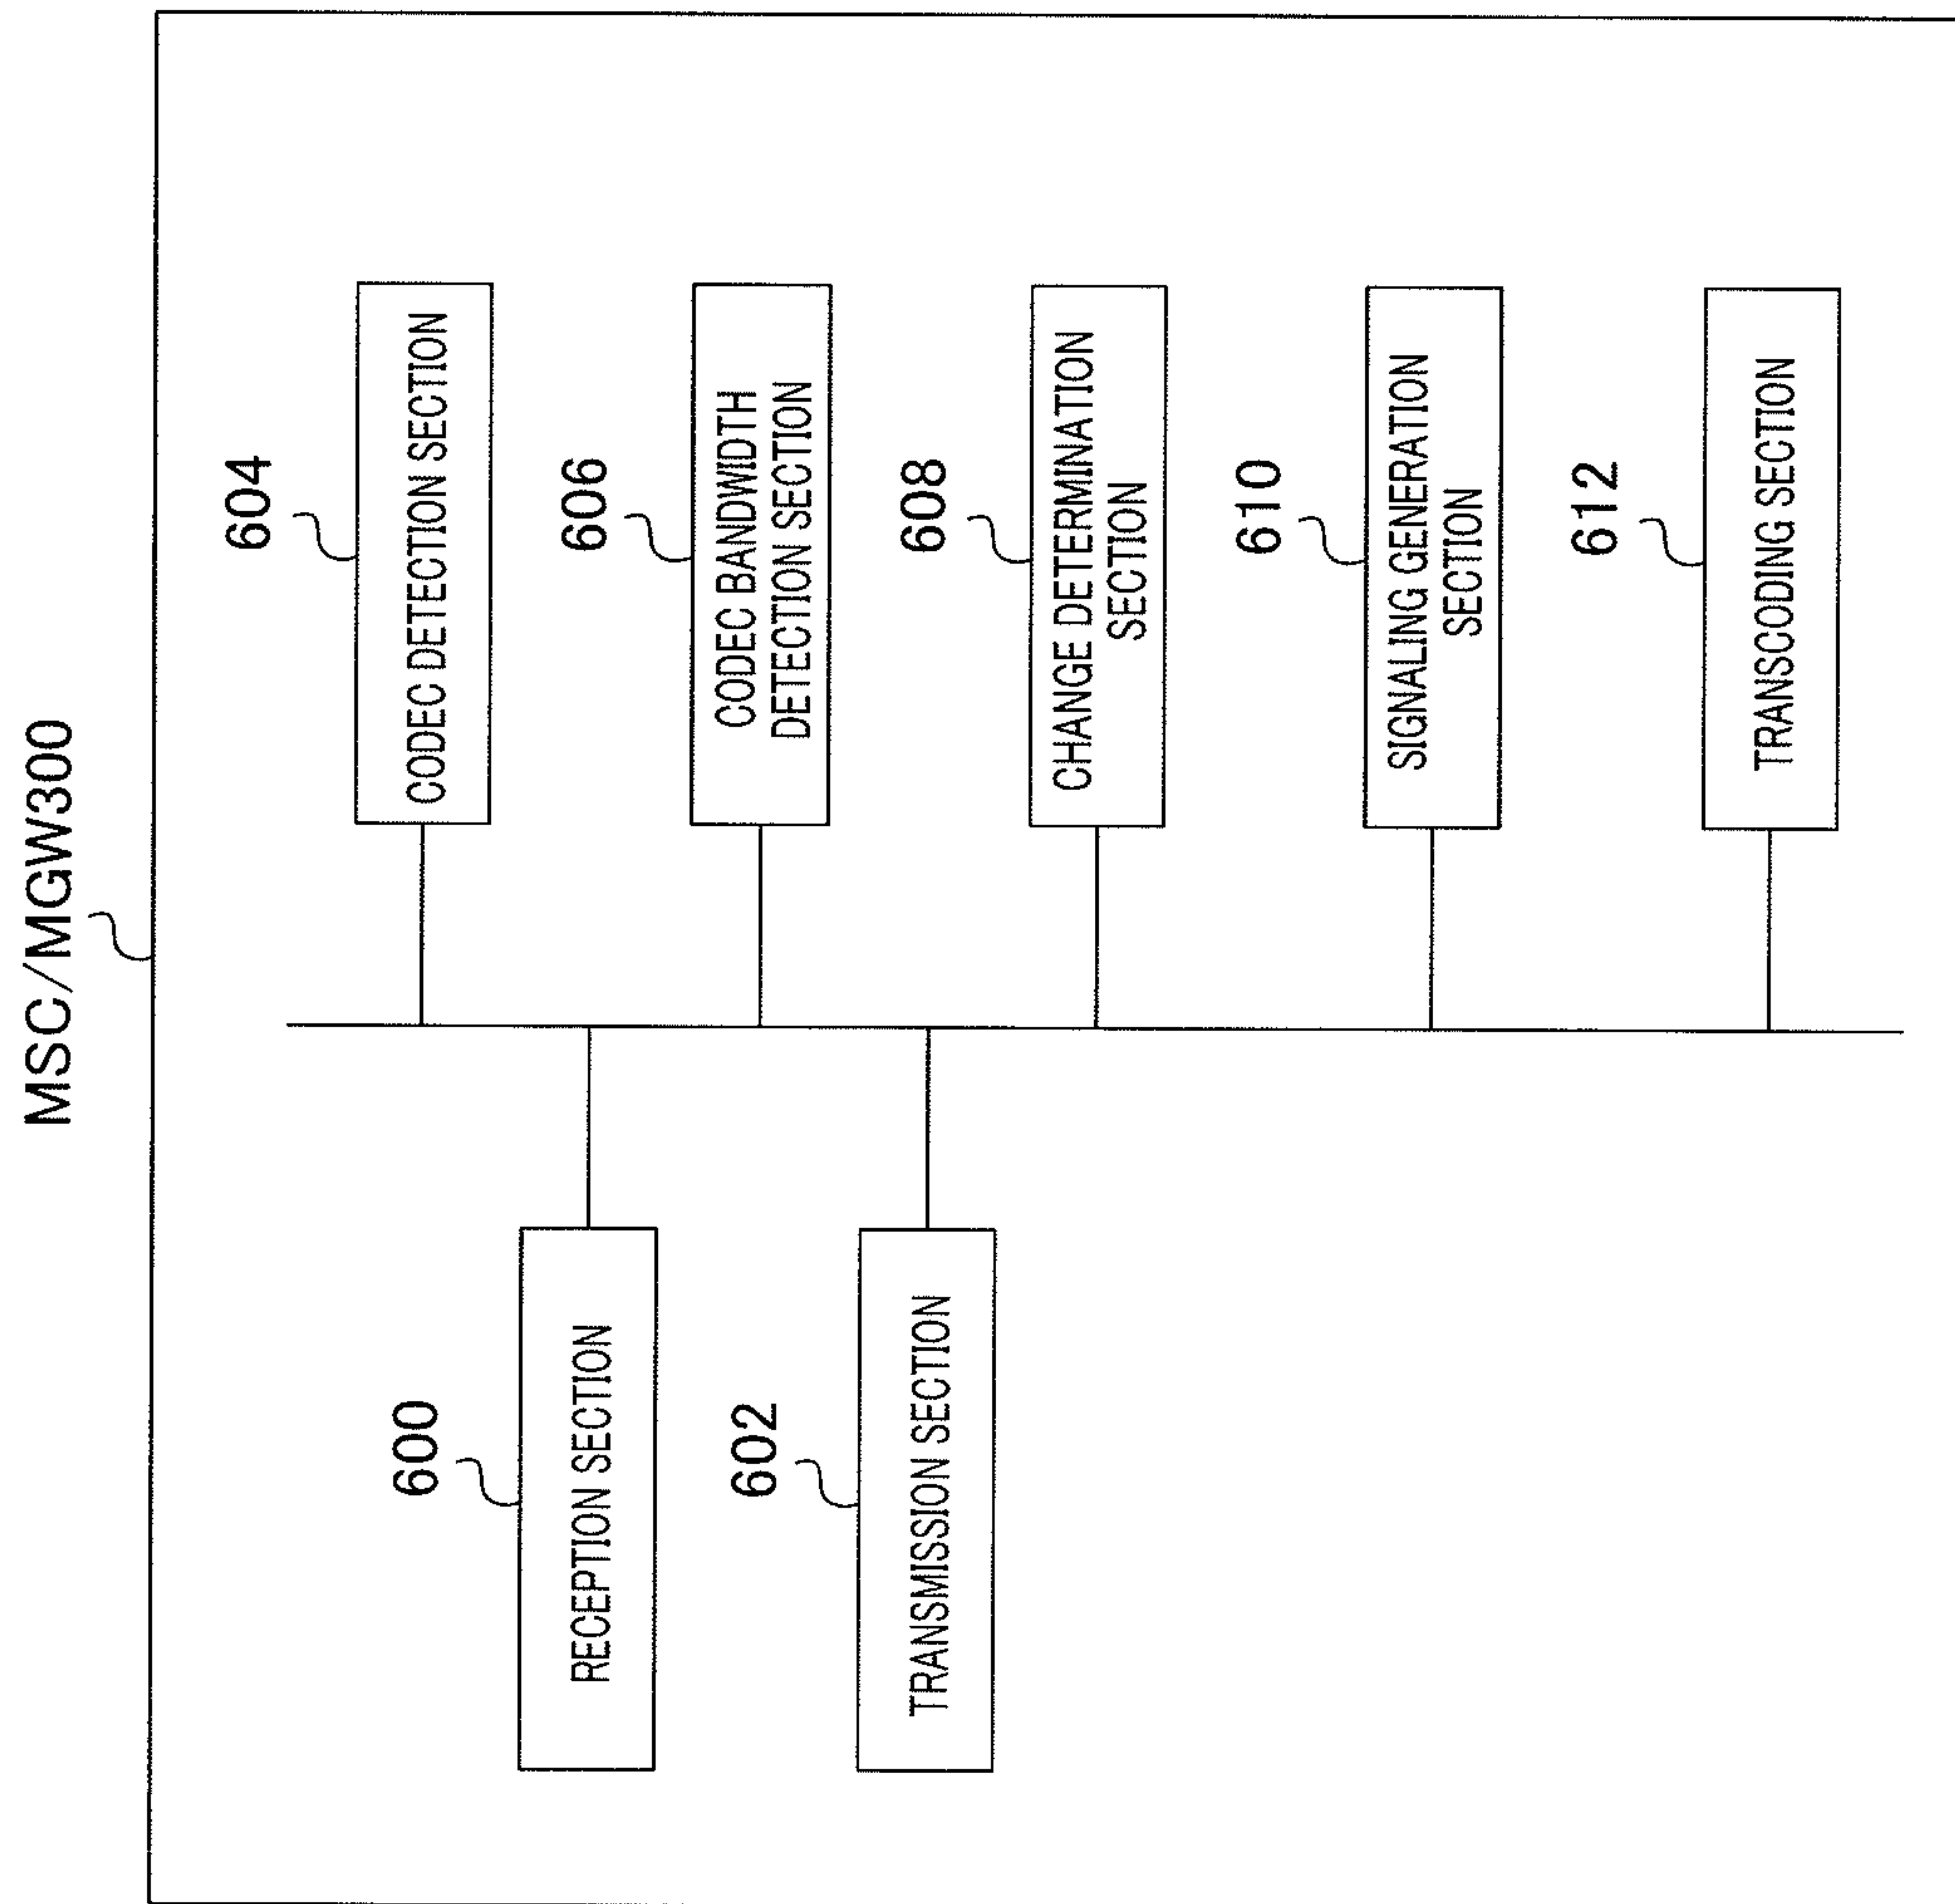 MSC/MGW300
600
RECEPTION SECTION
602
TRANSMISSION SECTION
604
CODEC DETECTION SECTION
606
CODEC BANDWIDTH
DETECTION SECTION
608
CHANGE DETERMINATION
SECTION
610
SIGNALING GENERATION
SECTION
612
TRANSCODING SECTION